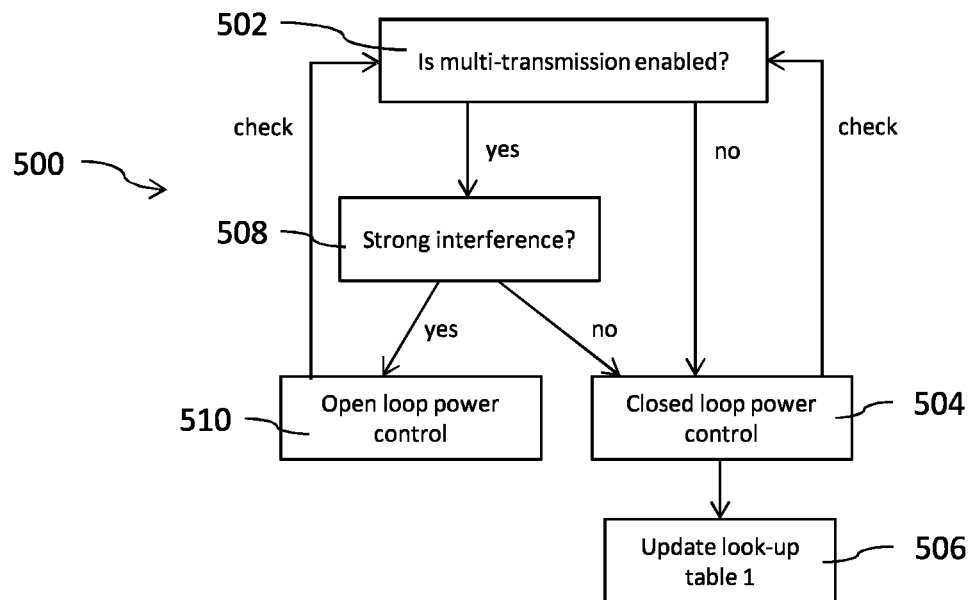 502
Is multi-transmission enabled?
check
check
yes
no
500
508
Strong interference?
yes
no
510
Open loop power
control
Closed loop power
control
504
Update look-up
table 1
506